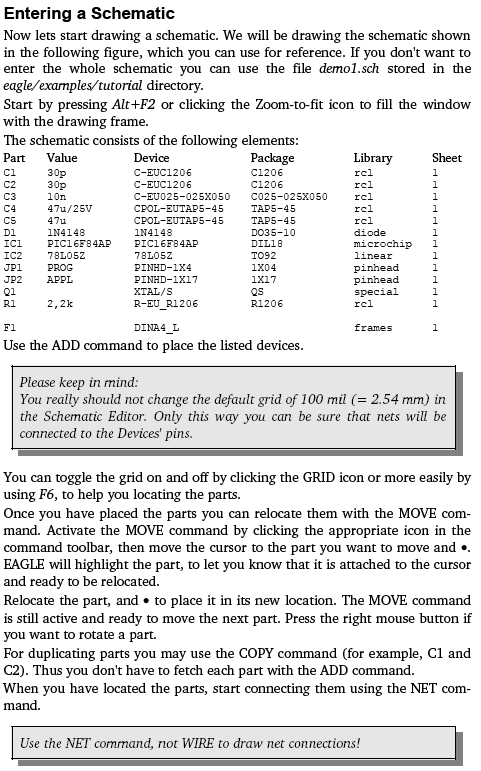 Entering a Schematic
Now lets start drawing a schematic. We will be drawing the schematic shown
in the following figure, which you can use for reference. If you don't want to
enter the whole schematic you can use the file demo1.sch stored in the
eagle/examples/tutorial directory.
Start by pressing Alt+F2 or clicking the Zoom-to-fit icon to fill the window
with the drawing frame.
The schematic consists of the following elements:
Part Value Device Package Library Sheet
C1 30p C-EUC1206 C1206 rcl 1
C2 30p C-EUC1206 C1206 rcl 1
C3 10n C-EU025-025X050 C025-025X050 rcl 1
C4 47u/25V CPOL-EUTAP5-45 TAP5-45 rcl 1
C5 47u CPOL-EUTAP5-45 TAP5-45 rcl 1
D1 1N4148 1N4148 DO35-10 diode 1
IC1 PIC16F84AP PIC16F84AP DIL18 microchip 1
IC2 78L05Z 78L05Z TO92 linear 1
JP1 PROG PINHD-1X4 1X04 pinhead 1
JP2 APPL PINHD-1X17 1X17 pinhead 1
Q1 XTAL/S QS special 1
R1 2,2k R-EU_R1206 R1206 rcl 1
F1 DINA4_L frames 1
Use the ADD command to place the listed devices.
Please keep in mind:
You really should not change the default grid of 100 mil (= 2.54 mm) in
the Schematic Editor. Only this way you can be sure that nets will be
connected to the Devices' pins.
You can toggle the grid on and off by clicking the GRID icon or more easily by
using F6, to help you locating the parts.
Once you have placed the parts you can relocate them with the MOVE com-
mand. Activate the MOVE command by clicking the appropriate icon in the
command toolbar, then move the cursor to the part you want to move and •.
EAGLE will highlight the part, to let you know that it is attached to the cursor
and ready to be relocated.
Relocate the part, and • to place it in its new location. The MOVE command
is still active and ready to move the next part. Press the right mouse button if
you want to rotate a part.
For duplicating parts you may use the COPY command (for example, C1 and
C2). Thus you don't have to fetch each part with the ADD command.
When you have located the parts, start connecting them using the NET com-
mand.
Use the NET command, not WIRE to draw net connections!